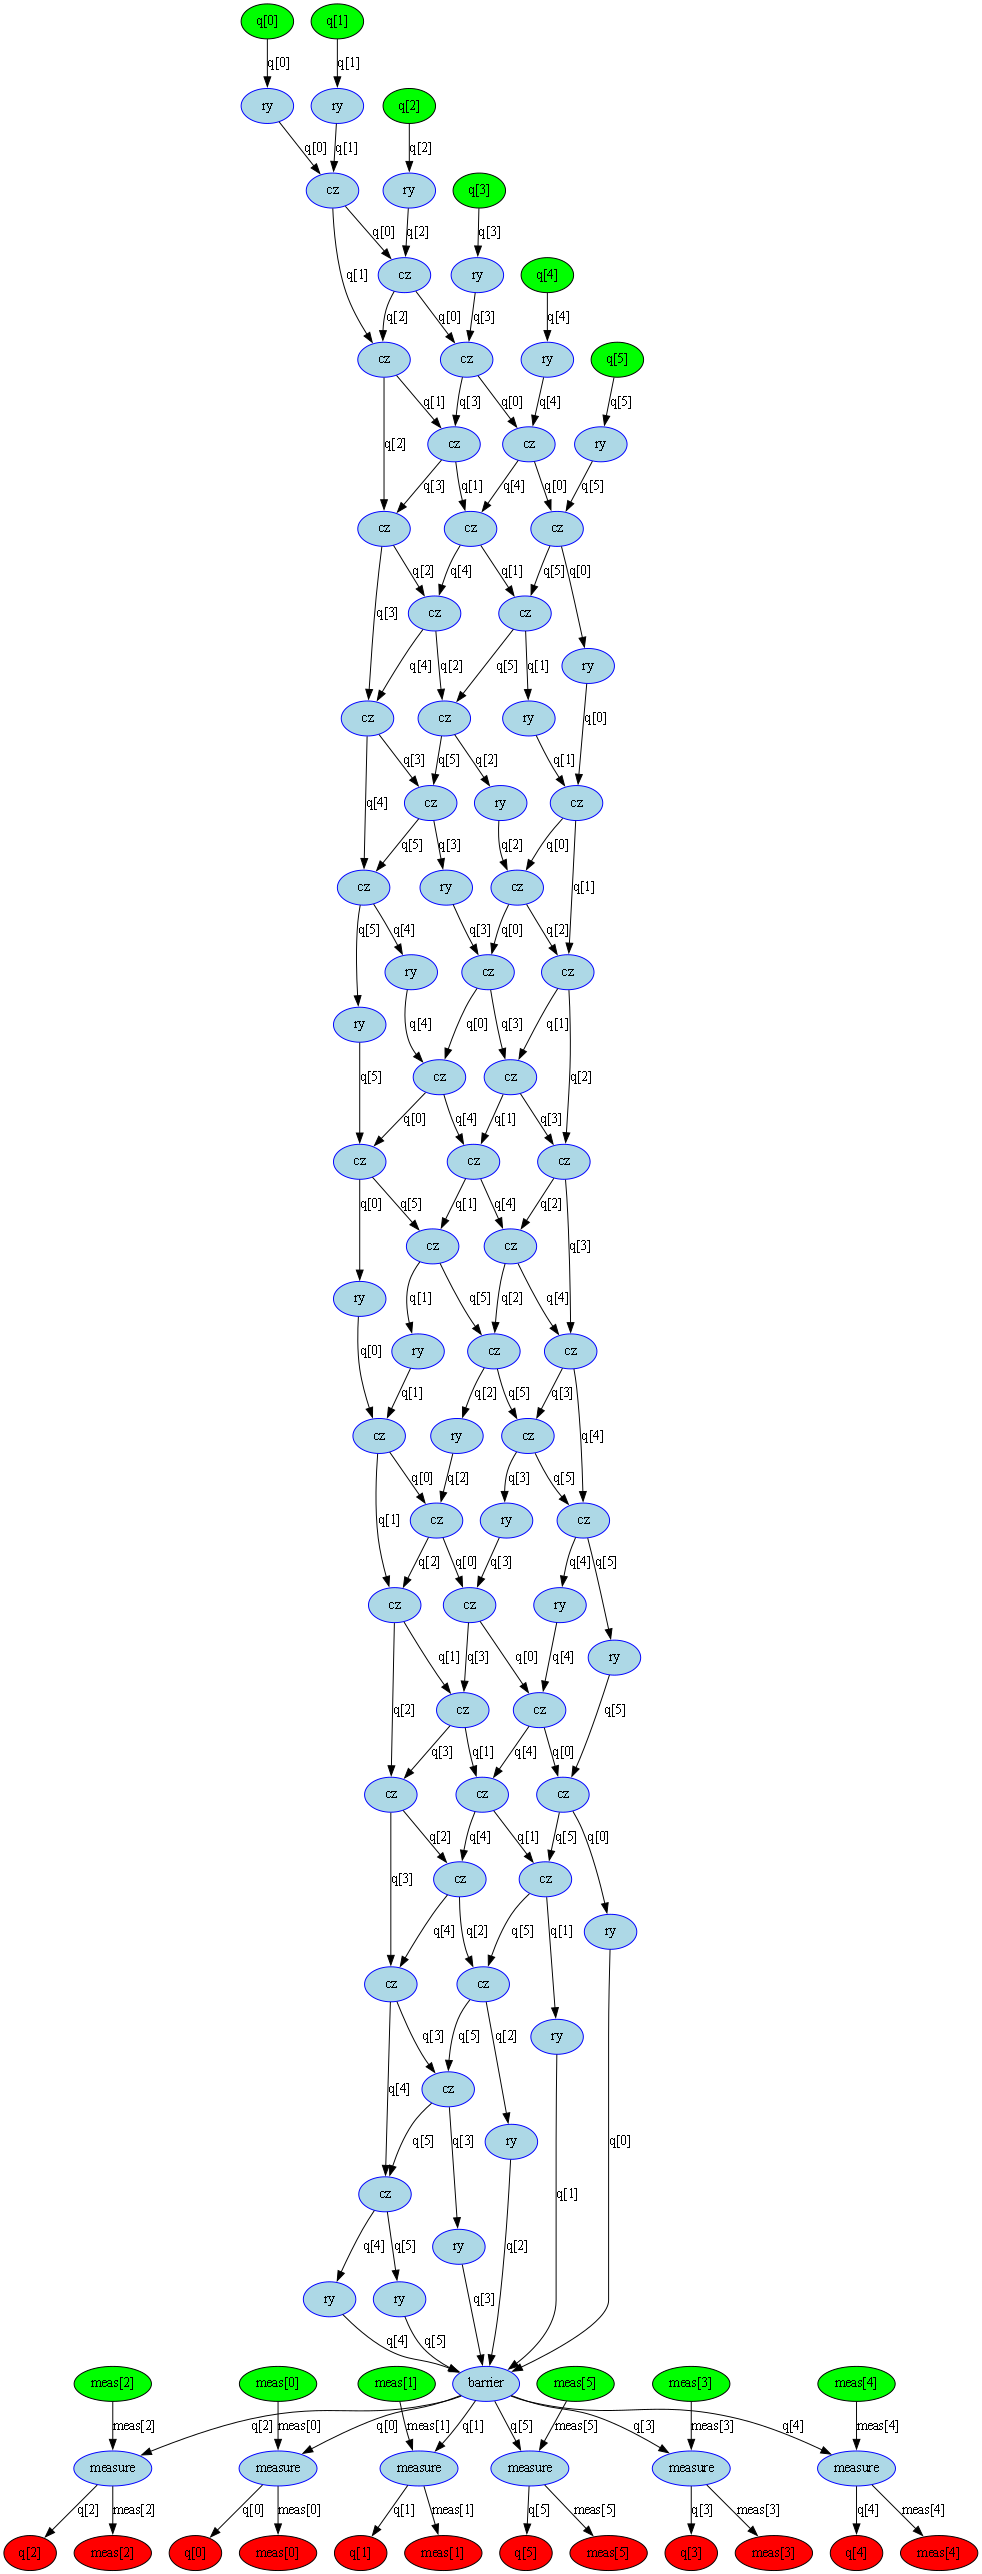 q[0] q[1]
q[0] q[1]
ry ry q[2]
q[0] q[1] q[2]
cz ry q[3]
q[0] q[2] q[3]
q[1]
cz ry q[4]
q[2] q[0] q[3] q[4]
cz cz ry q[5]
q[1] q[3] q[0] q[4] q[5]
q[2]
cz cz ry
q[3] q[1] q[4] q[0] q[5]
cz cz cz
q[2] q[4] q[1] q[5] q[0]
q[3]
cz cz
q[4] q[2] q[5] q[1] ry
cz cz ry q[0]
q[3] q[5] q[2] q[1]
q[4]
cz ry cz
q[5] q[3] q[2] q[0]
cz ry cz q[1]
q[5] q[4] q[3] q[0] q[2]
ry cz cz
ry
q[4] q[0] q[3] q[1]
q[5] cz cz q[2]
q[0] q[4] q[1] q[3]
cz cz cz
q[0] q[5] q[1] q[4] q[2]
cz cz q[3]
ry q[1] q[5] q[2] q[4]
q[0] ry cz cz
q[1] q[2] q[5] q[3]
cz ry cz q[4]
q[0] q[2] q[3] q[5]
q[1] cz ry cz
q[2] q[0] q[3] q[4] q[5]
cz cz ry
q[1] q[3] q[0] q[4] ry
q[2] cz cz q[5]
q[3] q[1] q[4] q[0]
cz cz cz
q[2] q[4] q[1] q[5] q[0]
q[3] cz cz
q[4] q[2] q[5] q[1] ry
cz cz
q[3] q[5] q[2] ry
q[4] cz
q[5] q[3] ry q[0]
cz q[1]
q[4] q[5] ry q[2]
ry ry q[3]
q[4] q[5]
meas[2] meas[0] meas[1] barrier meas[5] meas[3] meas[4]
meas[2] q[2] meas[0] q[0] meas[1] q[1] q[5] meas[5] q[3] meas[3] q[4] meas[4]
measure measure measure measure measure measure
q[2] meas[2] q[0] meas[0] q[1] meas[1] q[5] meas[5] q[3] meas[3] q[4] meas[4]
q[2] meas[2] q[0] meas[0] q[1] meas[1] q[5] meas[5] q[3] meas[3] q[4] meas[4]